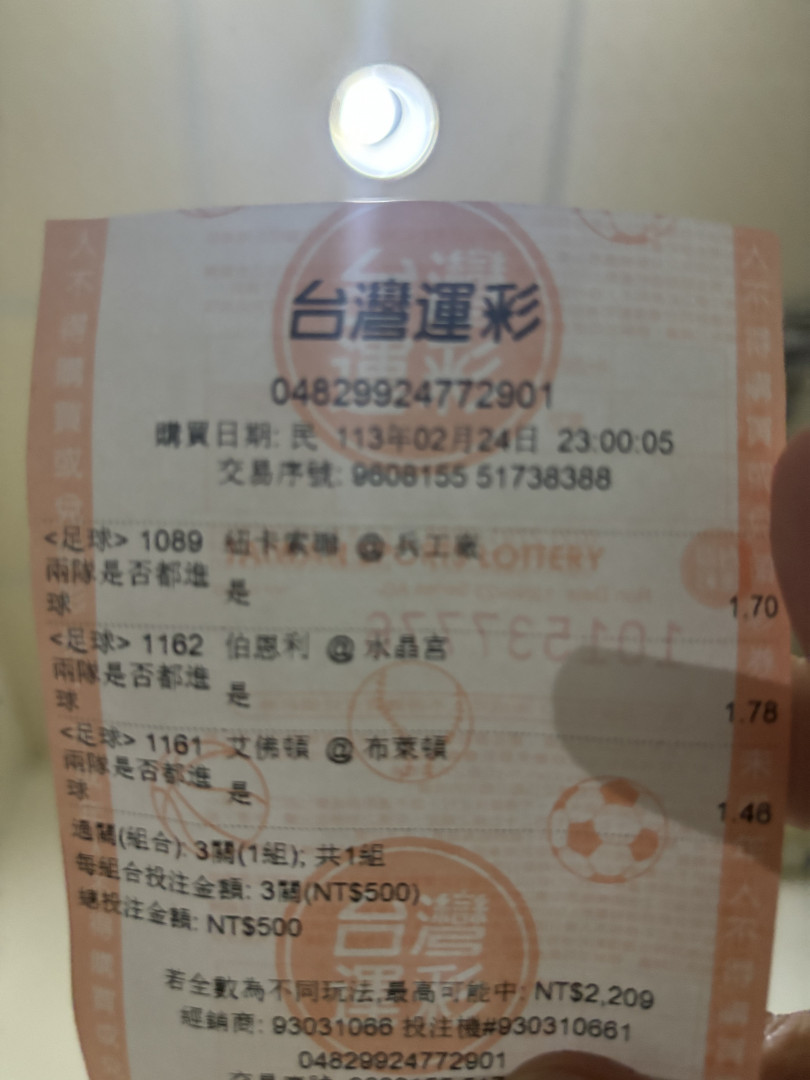 台灣運彩
04829924772901
購買日期: 民 113年02月24日 23:00:05
交易序號: 9608155 51738388
<足球> 1089 紐卡索聯 @ 兵工廠
兩隊是否都進球 是 1.70
<足球> 1162 伯恩利 @ 水晶宮
兩隊是否都進球 是 1.78
<足球> 1161 艾佛頓 @ 布萊頓
兩隊是否都進球 是 1.46
過關(組合): 3關(1組); 共1組
每組合投注金額: 3關(NT$500)
總投注金額: NT$500
若全數為不同玩法,最高可能中: NT$2,209
經銷商: 93031066 投注機#930310661
04829924772901